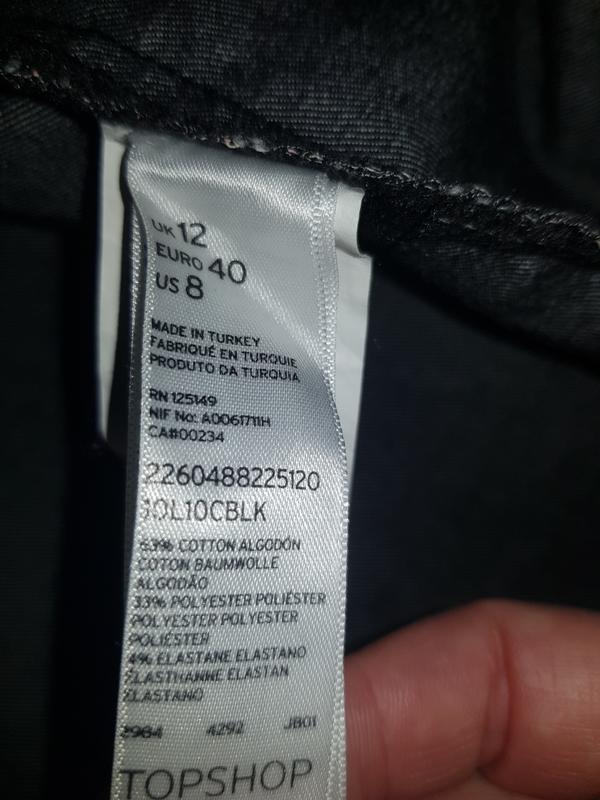 UK 12
EURO 40
US 8
MADE IN TURKEY
FABRIQUÉ EN TURQUIE
PRODUTO DA TURQUIA
RN 125149
NIF No: A0061711H
CA#00234
2260488225120
10L10CBLK
63% COTTON ALGODÓN
COTON BAUMWOLLE
ALGODÃO
33% POLYESTER POLIÉSTER
POLYESTER POLYESTER
POLIÉSTER
4% ELASTANE ELASTANO
ÉLASTHANNE ELASTAN
ELASTANO
2984 4292 JB01
TOPSHOP